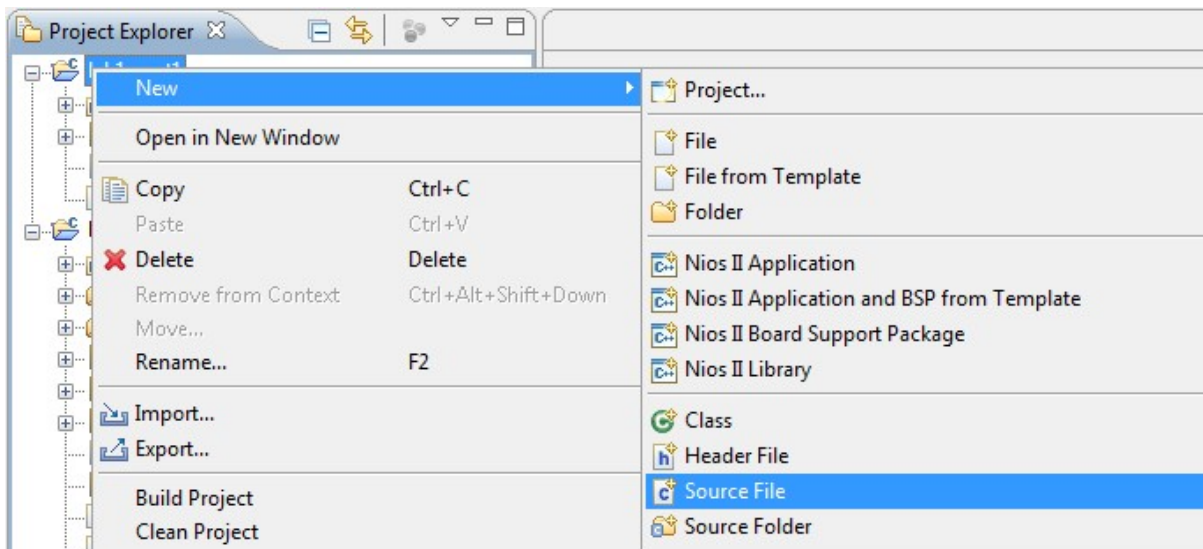 Project Explorer
New
Open in New Window
Copy Ctrl+C
Paste Ctrl+V
Delete Delete
Remove from Context Ctrl+Alt+Shift+Down
Move...
Rename... F2
Import...
Export...
Build Project
Clean Project
Project...
File
File from Template
Folder
Nios II Application
Nios II Application and BSP from Template
Nios II Board Support Package
Nios II Library
Class
Header File
Source File
Source Folder